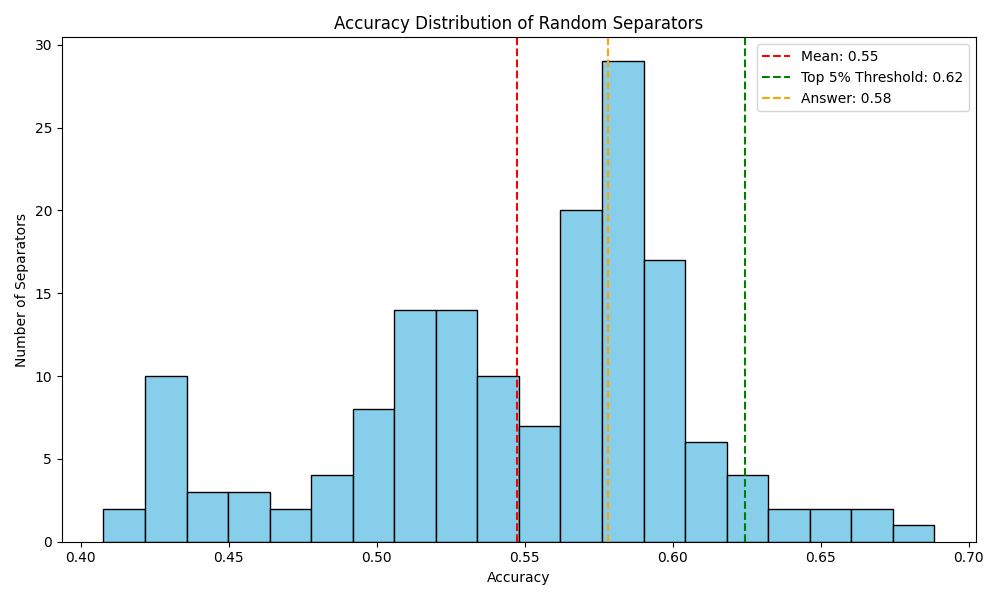 Accuracy Distribution of Random Separators
Mean: 0.55
Top 5% Threshold: 0.62
Answer: 0.58
Number of Separators
30
25
20
15
10
5
0
0.40 0.45 0.50 0.55 0.60 0.65 0.70
Accuracy